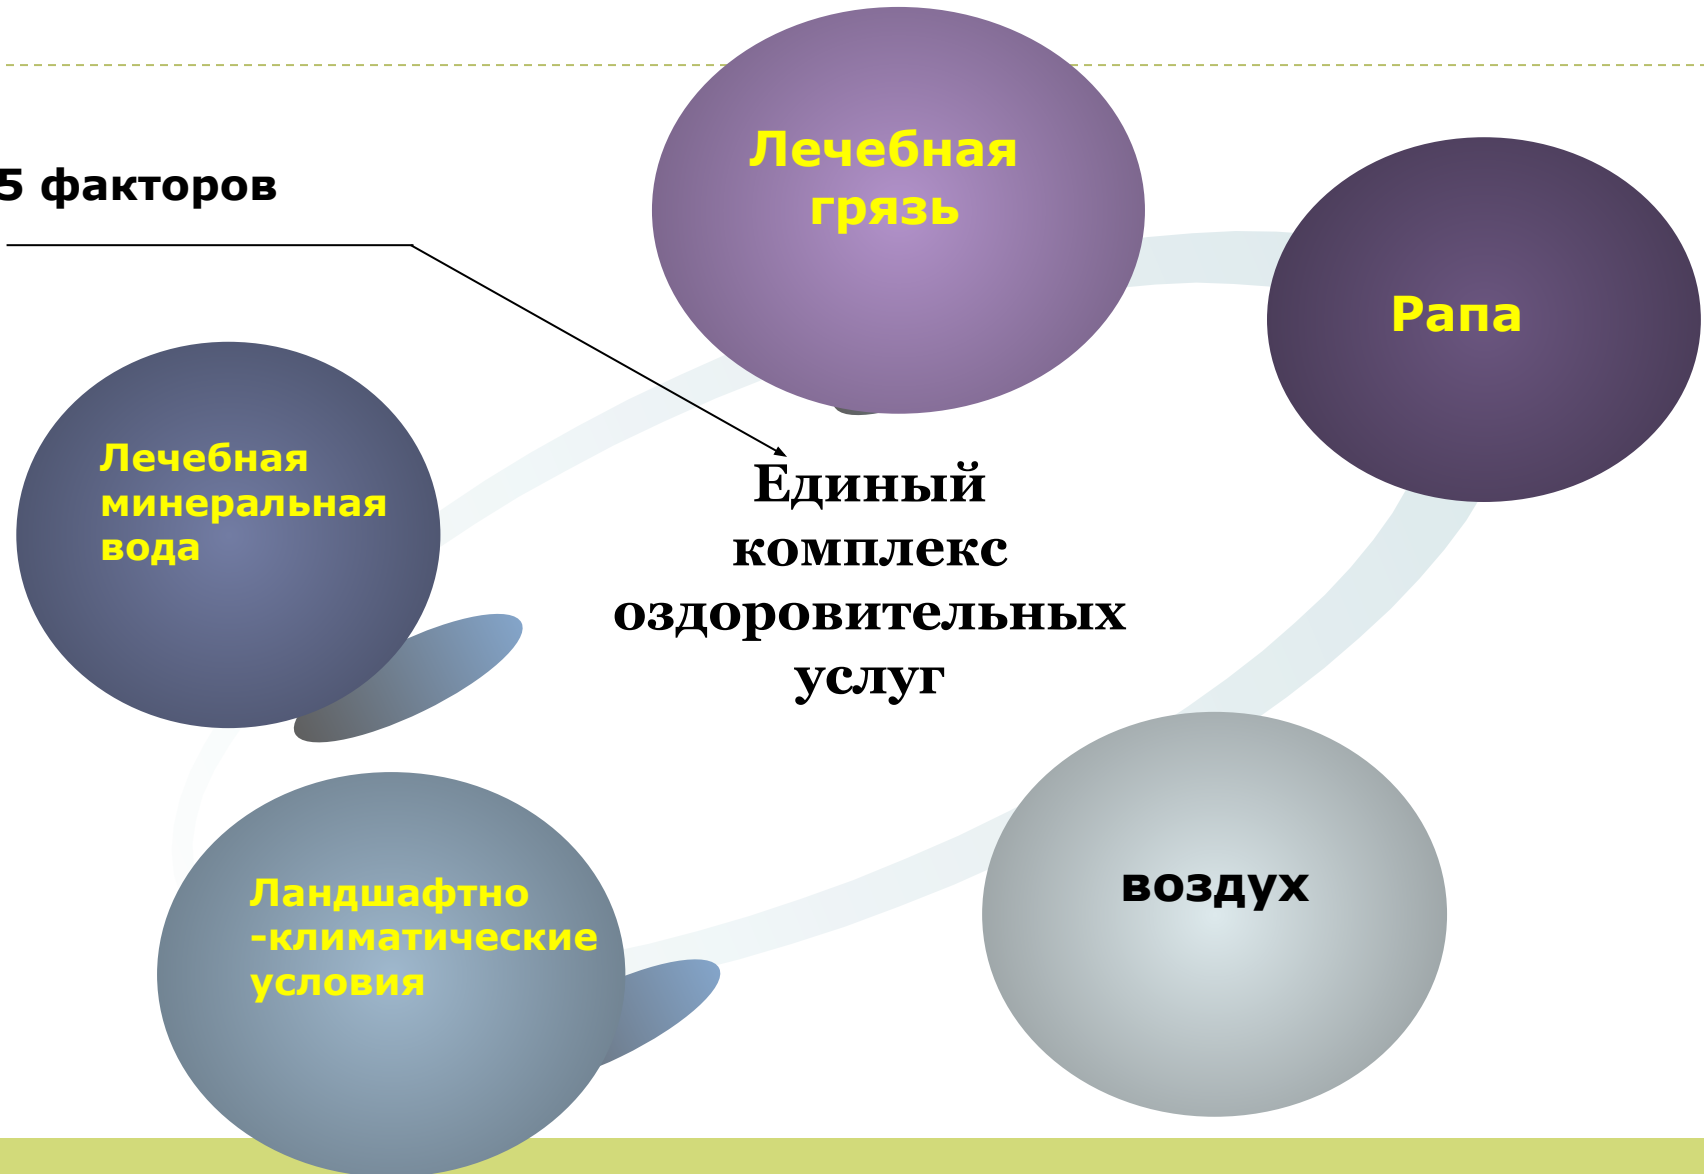 5 факторов
Лечебная
грязь
Рапа
Лечебная
минеральная
вода
Единый
комплекс
оздоровительных
услуг
Ландшафтно
-климатические
условия
воздух